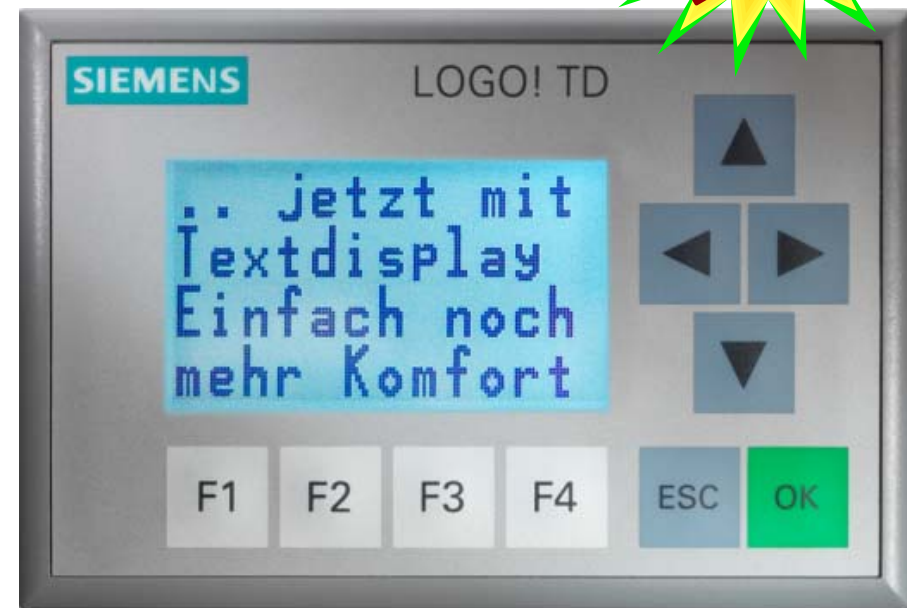 SIEMENS
LOGO! TD
.. jetzt mit
Textdisplay
Einfach noch
mehr Komfort
F1 F2 F3 F4 ESC OK